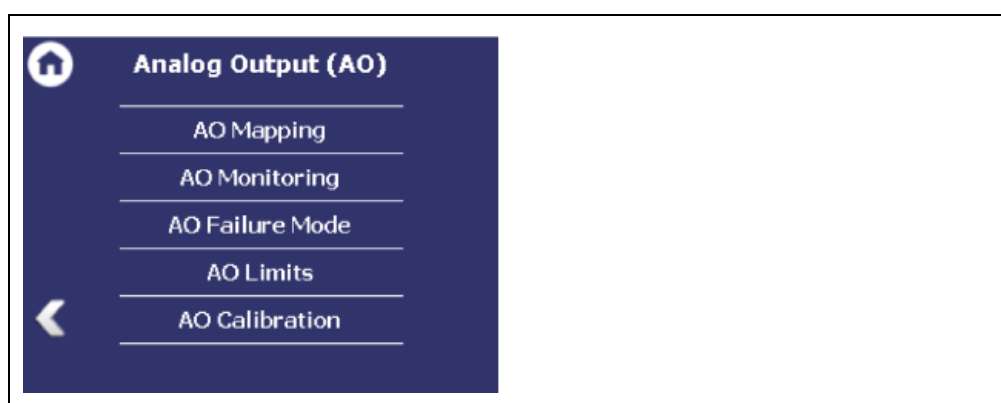 Analog Output (AO)
AO Mapping
AO Monitoring
AO Failure Mode
AO Limits
AO Calibration